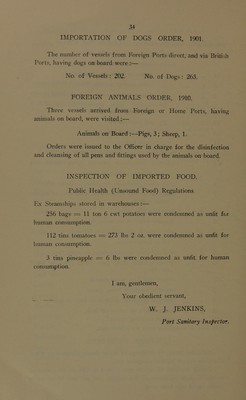 34
IMPORTATION OF DOGS ORDER, 1901.
The number of vessels from Foreign Ports direct, and via British
Ports, having dogs on board were :—
No. of Vessels: 202. No. of Dogs: 263.
FOREIGN ANIMALS ORDER, 1910.
Three vessels arrived from Foreign or Home Ports, having
animals on board, were visited :—
Animals on Board :—Pigs, 3; Sheep, 1.
Orders were issued to the Officer in charge for the disinfection
and cleansing of all pens and fittings used by the animals on board.
INSPECTION OF IMPORTED FOOD.
Public Health (Unsound Food) Regulations.
Ex Steamships stored in warehouses :—
256 bags = 11 ton 6 cwt potatoes were condemned as unfit for
human consumption.
112 tins tomatoes = 273 lbs 2 oz. were condemned as unfit for
human consumption.
3 tins pineapple = 6 lbs were condemned as unfit for human
consumption.
I am, gentlemen,
Your obedient servant,
W. J. JENKINS,
Port Sanitary Inspector.